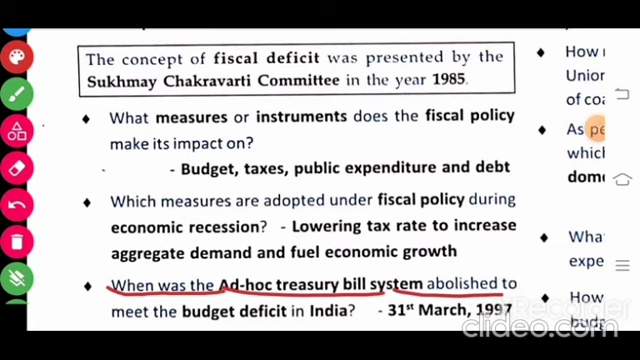 The concept of fiscal deficit was presented by the
Sukhmay Chakravarti Committee in the year 1985.
♦ What measures or instruments does the fiscal policy
make its impact on?
- Budget, taxes, public expenditure and debt
♦ Which measures are adopted under fiscal policy during
economic recession? - Lowering tax rate to increase
aggregate demand and fuel economic growth
♦ When was the Ad-hoc treasury bill system abolished to
meet the budget deficit in India? - 31st March, 1997
♦ How
Union
of
♦ As pe
which
♦ What
expe
♦ How
budg
RECORDER
clideo.com